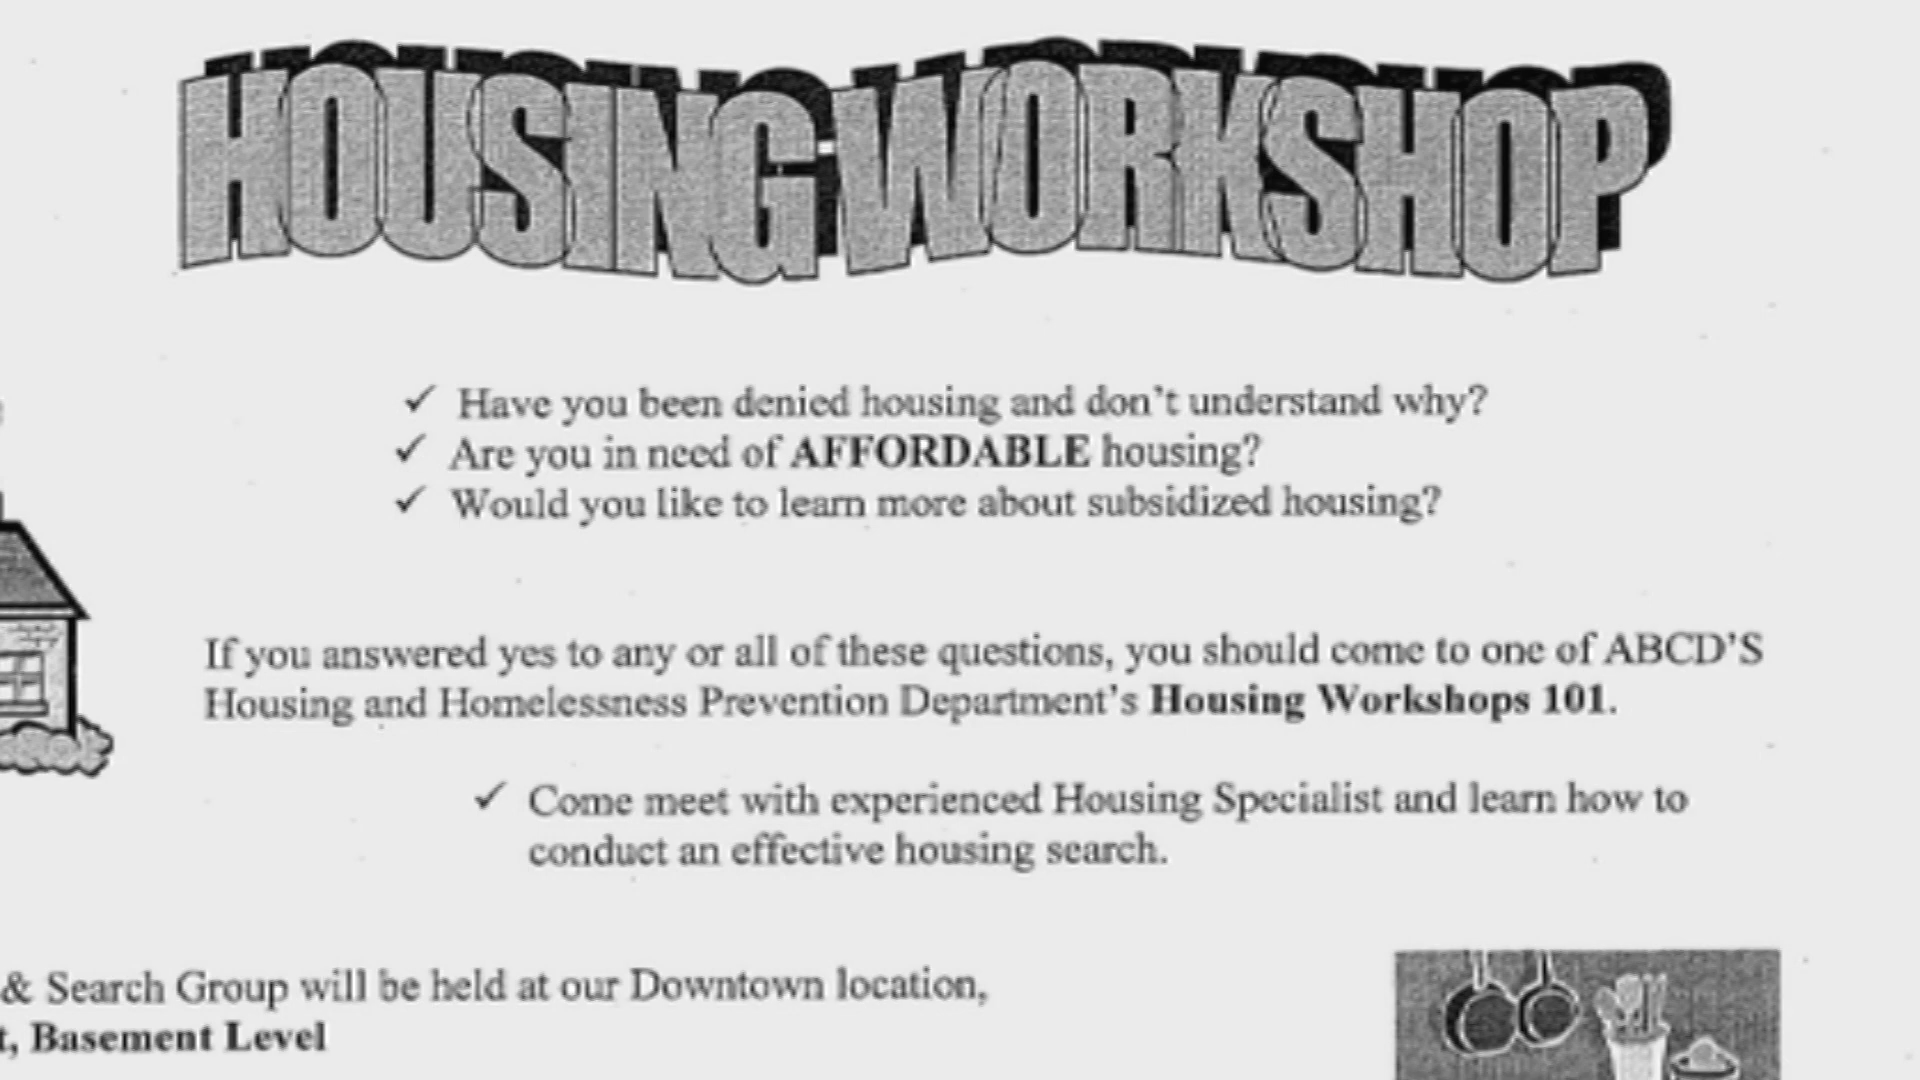 HOUSING WORKSHOP
✓ Have you been denied housing and don't understand why?
✓ Are you in need of AFFORDABLE housing?
✓ Would you like to learn more about subsidized housing?
If you answered yes to any or all of these questions, you should come to one of ABCD'S
Housing and Homelessness Prevention Department's Housing Workshops 101.
✓ Come meet with experienced Housing Specialist and learn how to
conduct an effective housing search.
& Search Group will be held at our Downtown location,
t, Basement Level